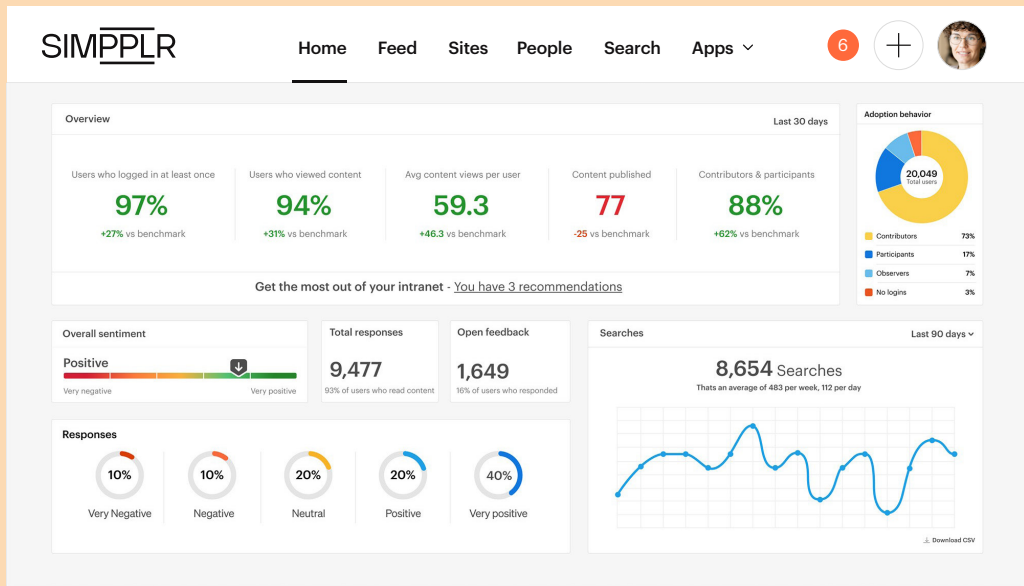 SIMPPLR
Home Feed Sites People Search Apps
6
Overview
Last 30 days
Users who logged in at least once
97%
+27% vs benchmark
Users who viewed content
94%
+31% vs benchmark
Avg content views per user
59.3
+46.3 vs benchmark
Content published
77
-25 vs benchmark
Contributors & participants
88%
+62% vs benchmark
Get the most out of your intranet - You have 3 recommendations
Adoption behavior
20,049
Total users
Contributors 73%
Participants 17%
Observers 7%
No logins 3%
Overall sentiment
Positive
Very negative
Very positive
Total responses
9,477
93% of users who read content
Open feedback
1,649
16% of users who responded
Searches
Last 90 days
8,654 Searches
Thats an average of 483 per week, 112 per day
Download CSV
Responses
10%
Very Negative
10%
Negative
20%
Neutral
20%
Positive
40%
Very positive